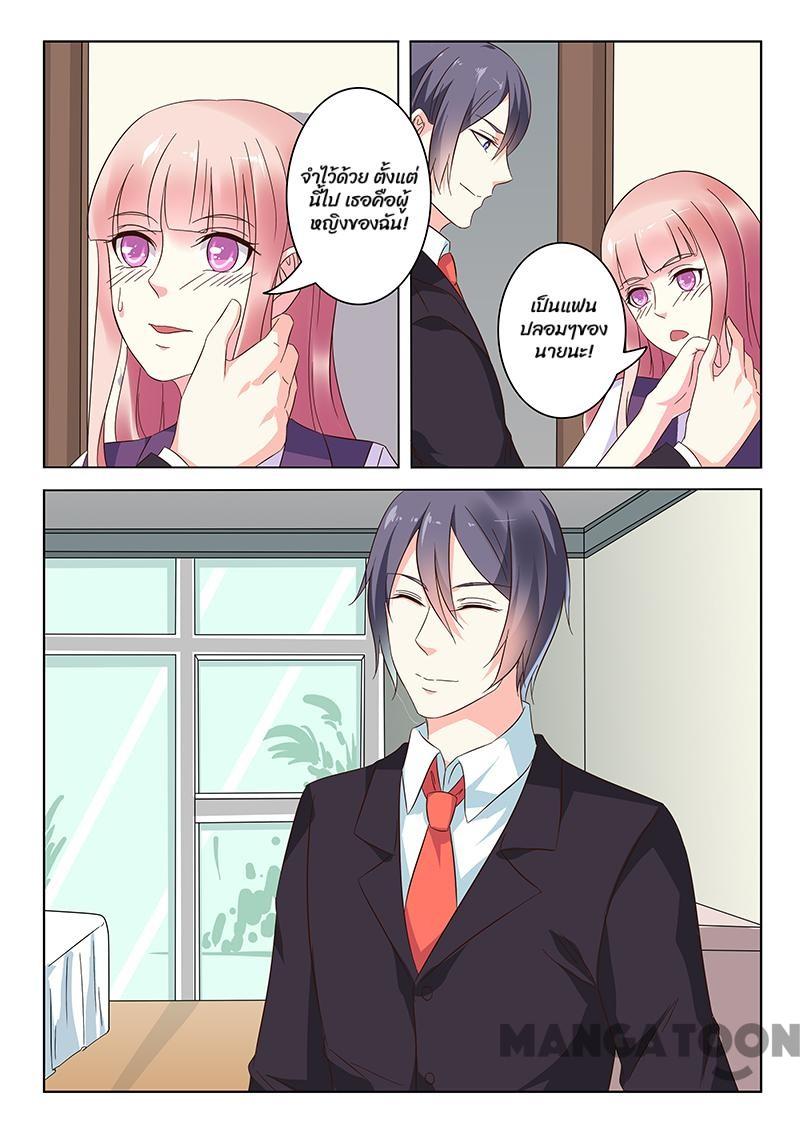 จำไว้ด้วย ตั้งแต่
นี้ไป เธอคือผู้
หญิงของฉัน!
เป็นแฟน
ปลอมๆของ
นายนะ!
MANGATOON